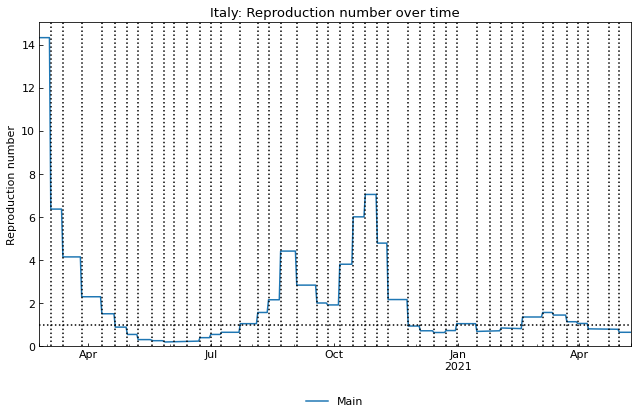 Italy: Reproduction number over time
Reproduction number
14
12
10
8
6
4
2
0
Apr
Jul
Oct
Jan
2021
Apr
Main